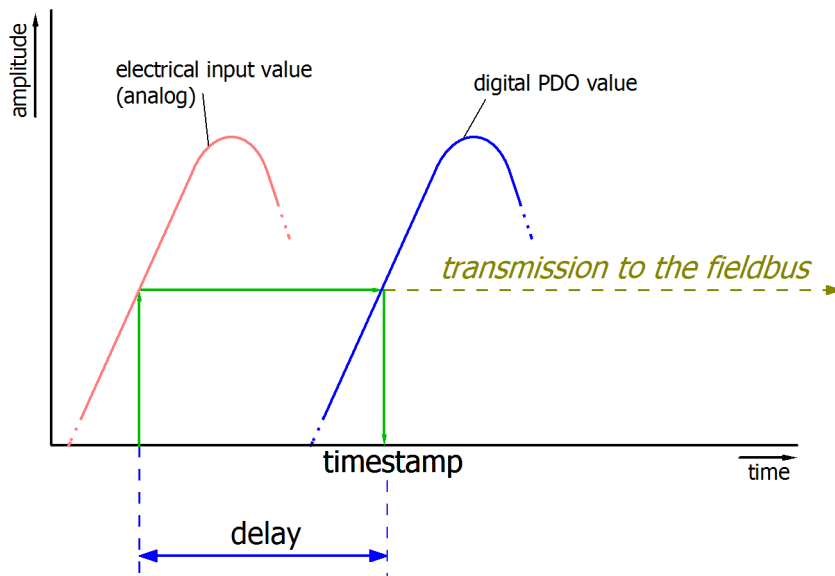 amplitude
electrical input value
(analog)
digital PDO value
transmission to the fieldbus
timestamp
time
delay